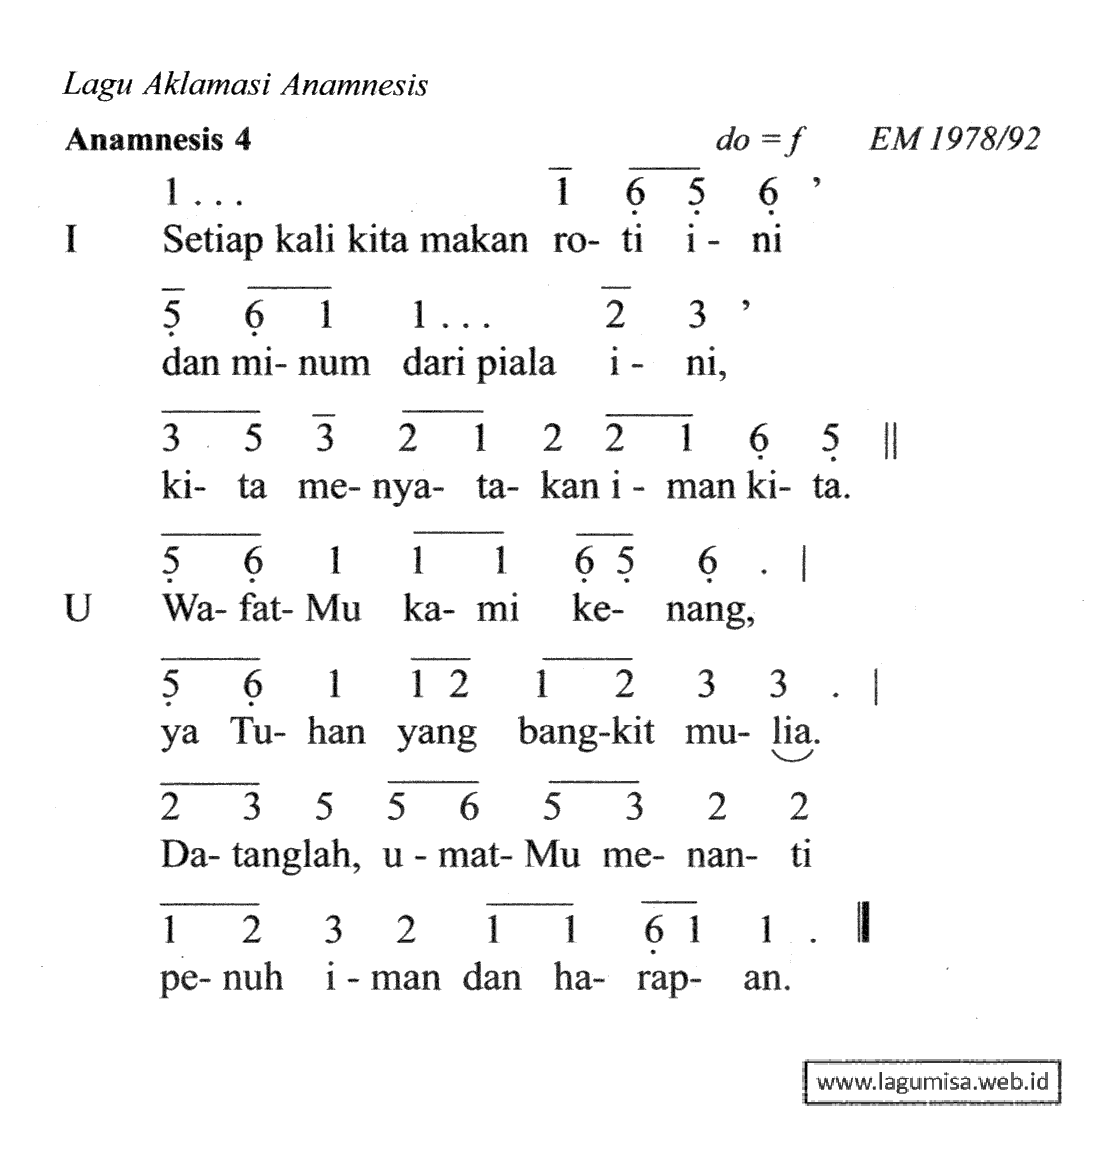 Lagu Aklamasi Anamnesis
Anamnesis 4 do = f EM 1978/92
1 . . . 1̅ 6̣ 5̣ 6̣ ’
I Setiap kali kita makan ro- ti i - ni
5̣ 6̣ 1 1 . . . 2 3 ’
dan mi- num dari piala i - ni,
3 5 3 2 1 2 2 1 6̣ 5̣ ||
ki- ta me- nya- ta- kan i - man ki- ta.
5̣ 6̣ 1 1 1 6̣ 5̣ 6̣ . |
U Wa- fat- Mu ka- mi ke- nang,
5̣ 6̣ 1 1 2 1 2 3 3 . |
ya Tu- han yang bang-kit mu- lia.
2 3 5 5 6 5 3 2 2
Da- tanglah, u - mat- Mu me- nan- ti
1 2 3 2 1 1 6̣ 1 1 . ||
pe- nuh i - man dan ha- rap- an.
www.lagumisa.web.id